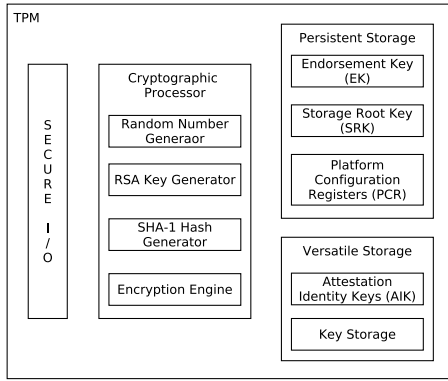 TPM
SECURE I/O
Cryptographic
Processor
Random Number
Generaor
RSA Key Generator
SHA-1 Hash
Generator
Encryption Engine
Persistent Storage
Endorsement Key
(EK)
Storage Root Key
(SRK)
Platform
Configuration
Registers (PCR)
Versatile Storage
Attestation
Identity Keys (AIK)
Key Storage